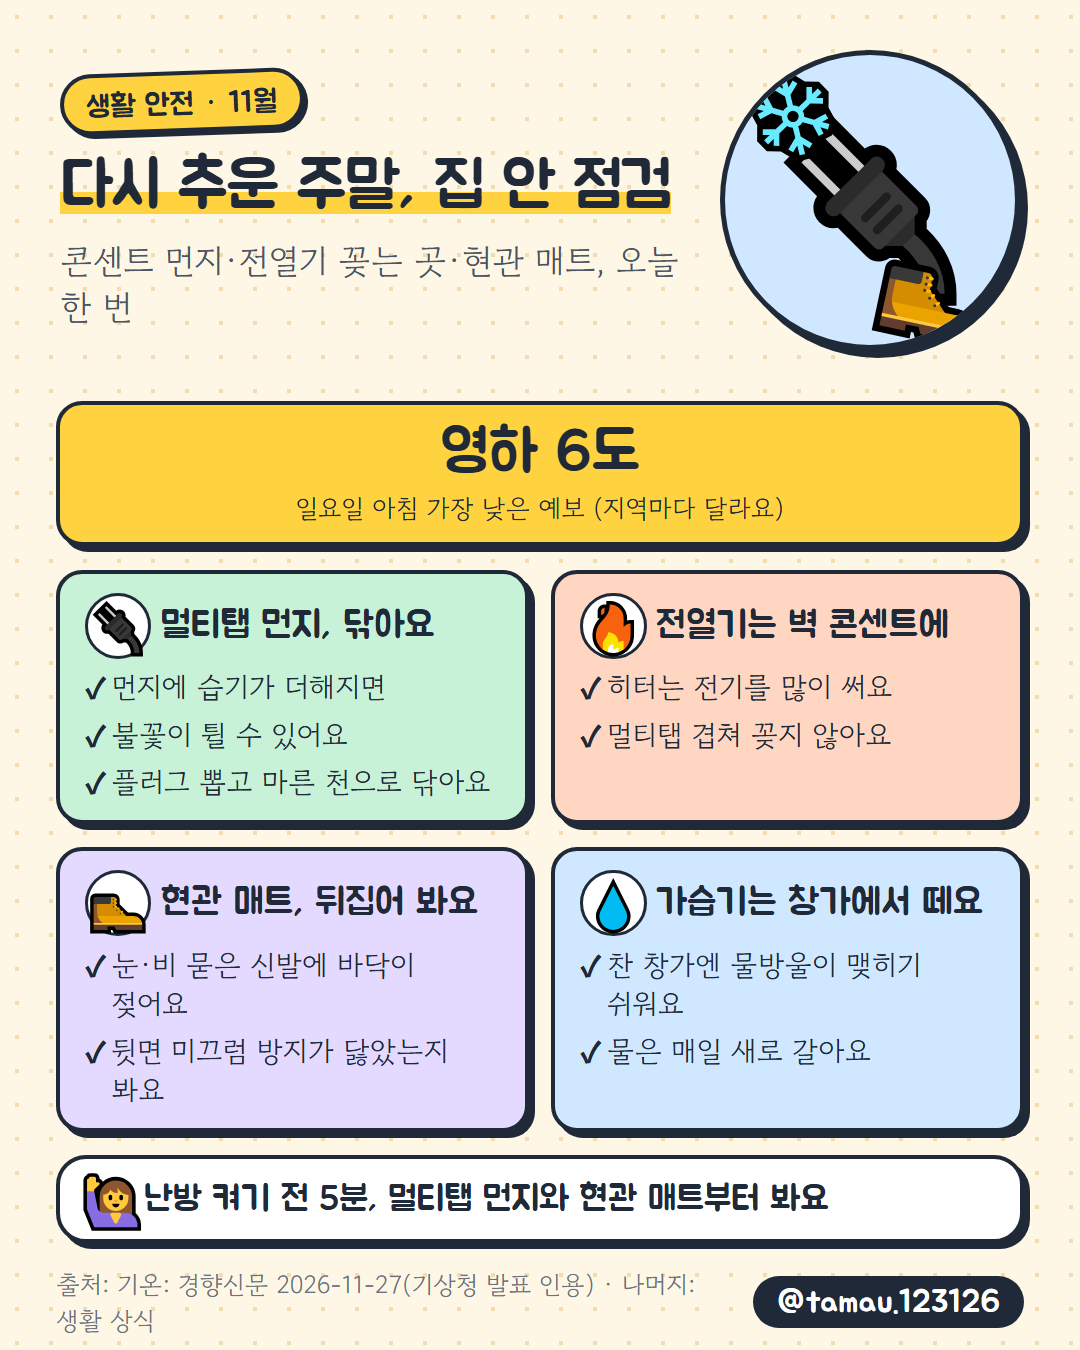 생활 안전 · 11월
다시 추운 주말, 집 안 점검
콘센트 먼지·전열기 꽂는 곳·현관 매트, 오늘
한 번
영하 6도
일요일 아침 가장 낮은 예보 (지역마다 달라요)
멀티탭 먼지, 닦아요
✓ 먼지에 습기가 더해지면
✓ 불꽃이 튈 수 있어요
✓ 플러그 뽑고 마른 천으로 닦아요
전열기는 벽 콘센트에
✓ 히터는 전기를 많이 써요
✓ 멀티탭 겹쳐 꽂지 않아요
현관 매트, 뒤집어 봐요
✓ 눈·비 묻은 신발에 바닥이
젖어요
✓ 뒷면 미끄럼 방지가 닳았는지
봐요
가습기는 창가에서 떼요
✓ 찬 창가엔 물방울이 맺히기
쉬워요
✓ 물은 매일 새로 갈아요
난방 켜기 전 5분, 멀티탭 먼지와 현관 매트부터 봐요
출처: 기온: 경향신문 2026-11-27(기상청 발표 인용) · 나머지:
생활 상식
@tamau.123126